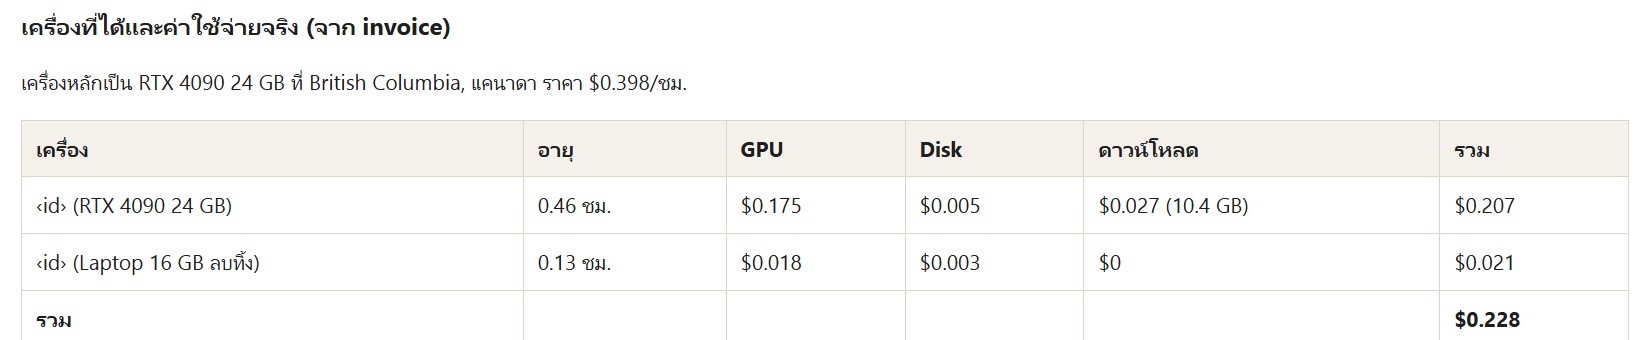 เครื่องที่ได้และค่าใช้จ่ายจริง (จาก invoice)
เครื่องหลักเป็น RTX 4090 24 GB ที่ British Columbia, แคนาดา ราคา $0.398/ชม.
เครื่อง อายุ GPU Disk ดาวน์โหลด รวม
‹id› (RTX 4090 24 GB) 0.46 ชม. $0.175 $0.005 $0.027 (10.4 GB) $0.207
‹id› (Laptop 16 GB ลบทิ้ง) 0.13 ชม. $0.018 $0.003 $0 $0.021
รวม $0.228